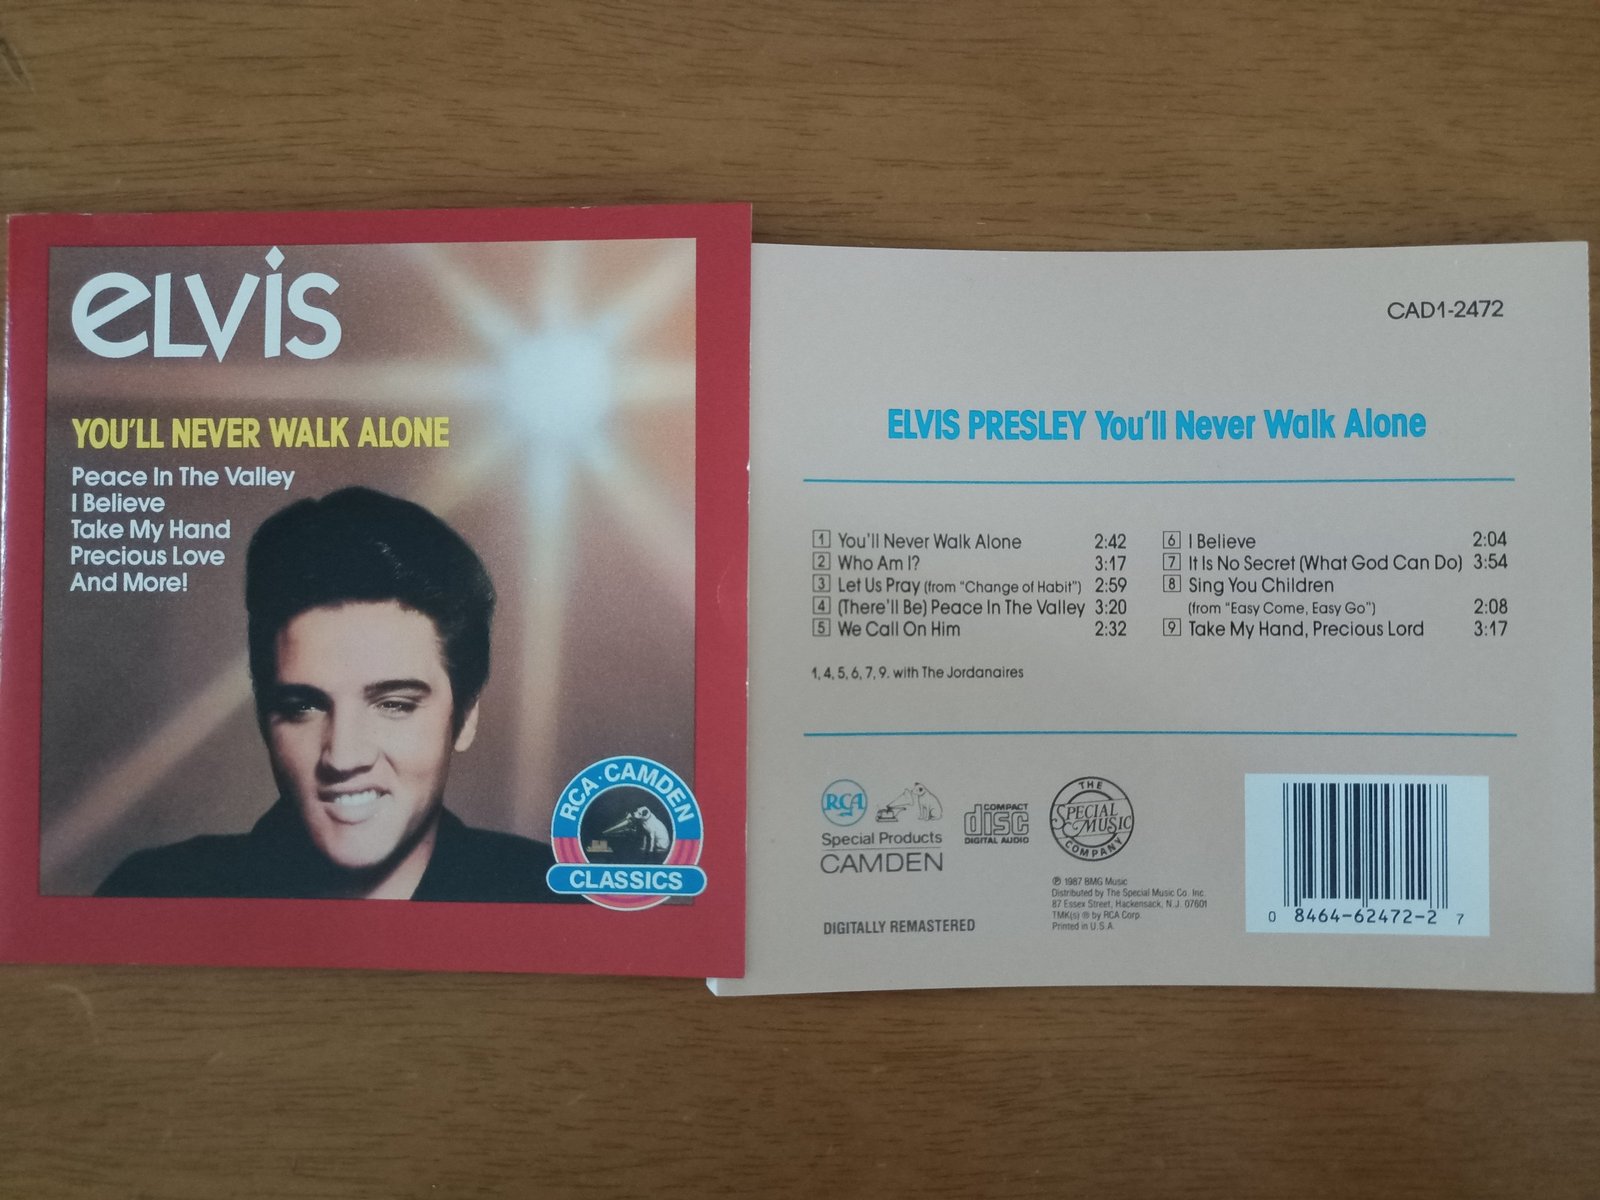 eLViS
YOU'LL NEVER WALK ALONE
Peace In The Valley
I Believe
Take My Hand
Precious Love
And More!
RCA · CAMDEN
CLASSICS
CAD1-2472
ELVIS PRESLEY You'll Never Walk Alone
1 You'll Never Walk Alone 2:42
2 Who Am I? 3:17
3 Let Us Pray (from "Change of Habit") 2:59
4 (There'll Be) Peace In The Valley 3:20
5 We Call On Him 2:32
6 I Believe 2:04
7 It Is No Secret (What God Can Do) 3:54
8 Sing You Children
(from "Easy Come, Easy Go") 2:08
9 Take My Hand, Precious Lord 3:17
1, 4, 5, 6, 7, 9. with The Jordanaires
RCA
Special Products
CAMDEN
COMPACT
disc
DIGITAL AUDIO
THE
SPECIAL
MUSIC
COMPANY
DIGITALLY REMASTERED
℗ 1987 BMG Music
Distributed by The Special Music Co. Inc.
87 Essex Street, Hackensack, N.J. 07601
TMK(s) ® by RCA Corp.
Printed in U.S.A.
0 8464-62472-2 7